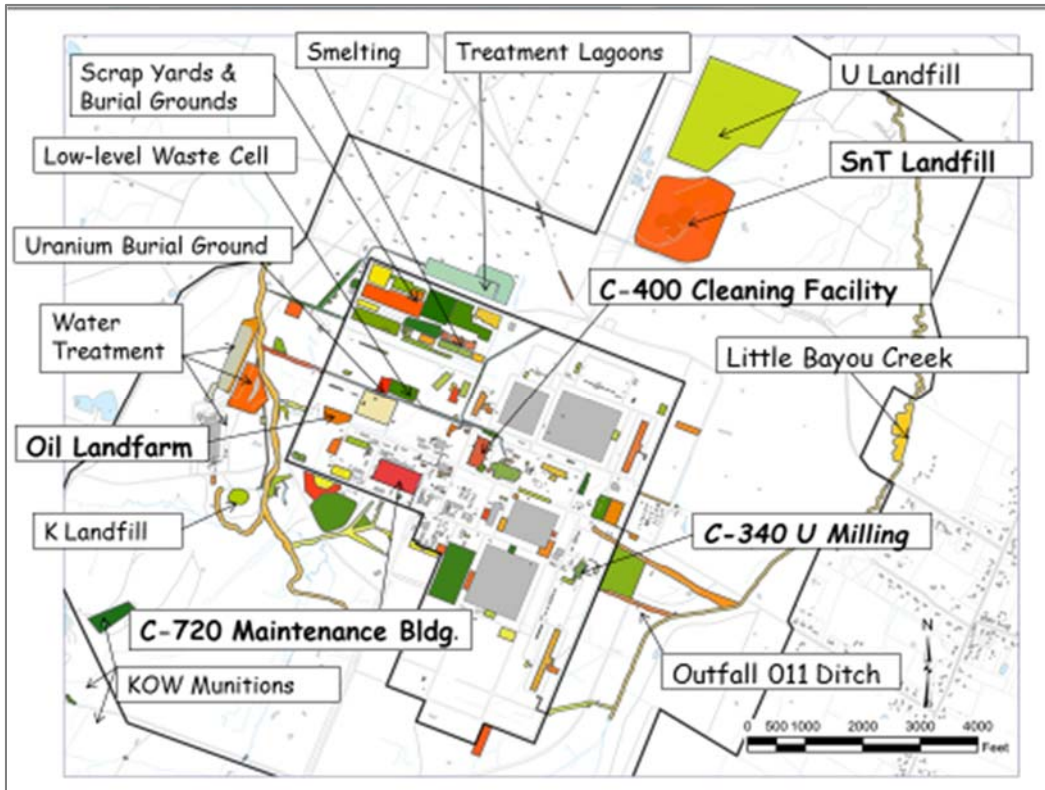 Smelting
Treatment Lagoons
Scrap Yards &
Burial Grounds
U Landfill
Low-level Waste Cell
SnT Landfill
Uranium Burial Ground
C-400 Cleaning Facility
Water
Treatment
Little Bayou Creek
Oil Landfarm
K Landfill
C-340 U Milling
C-720 Maintenance Bldg.
N
Outfall 011 Ditch
KOW Munitions
0 500 1000 2000 3000 4000
Feet